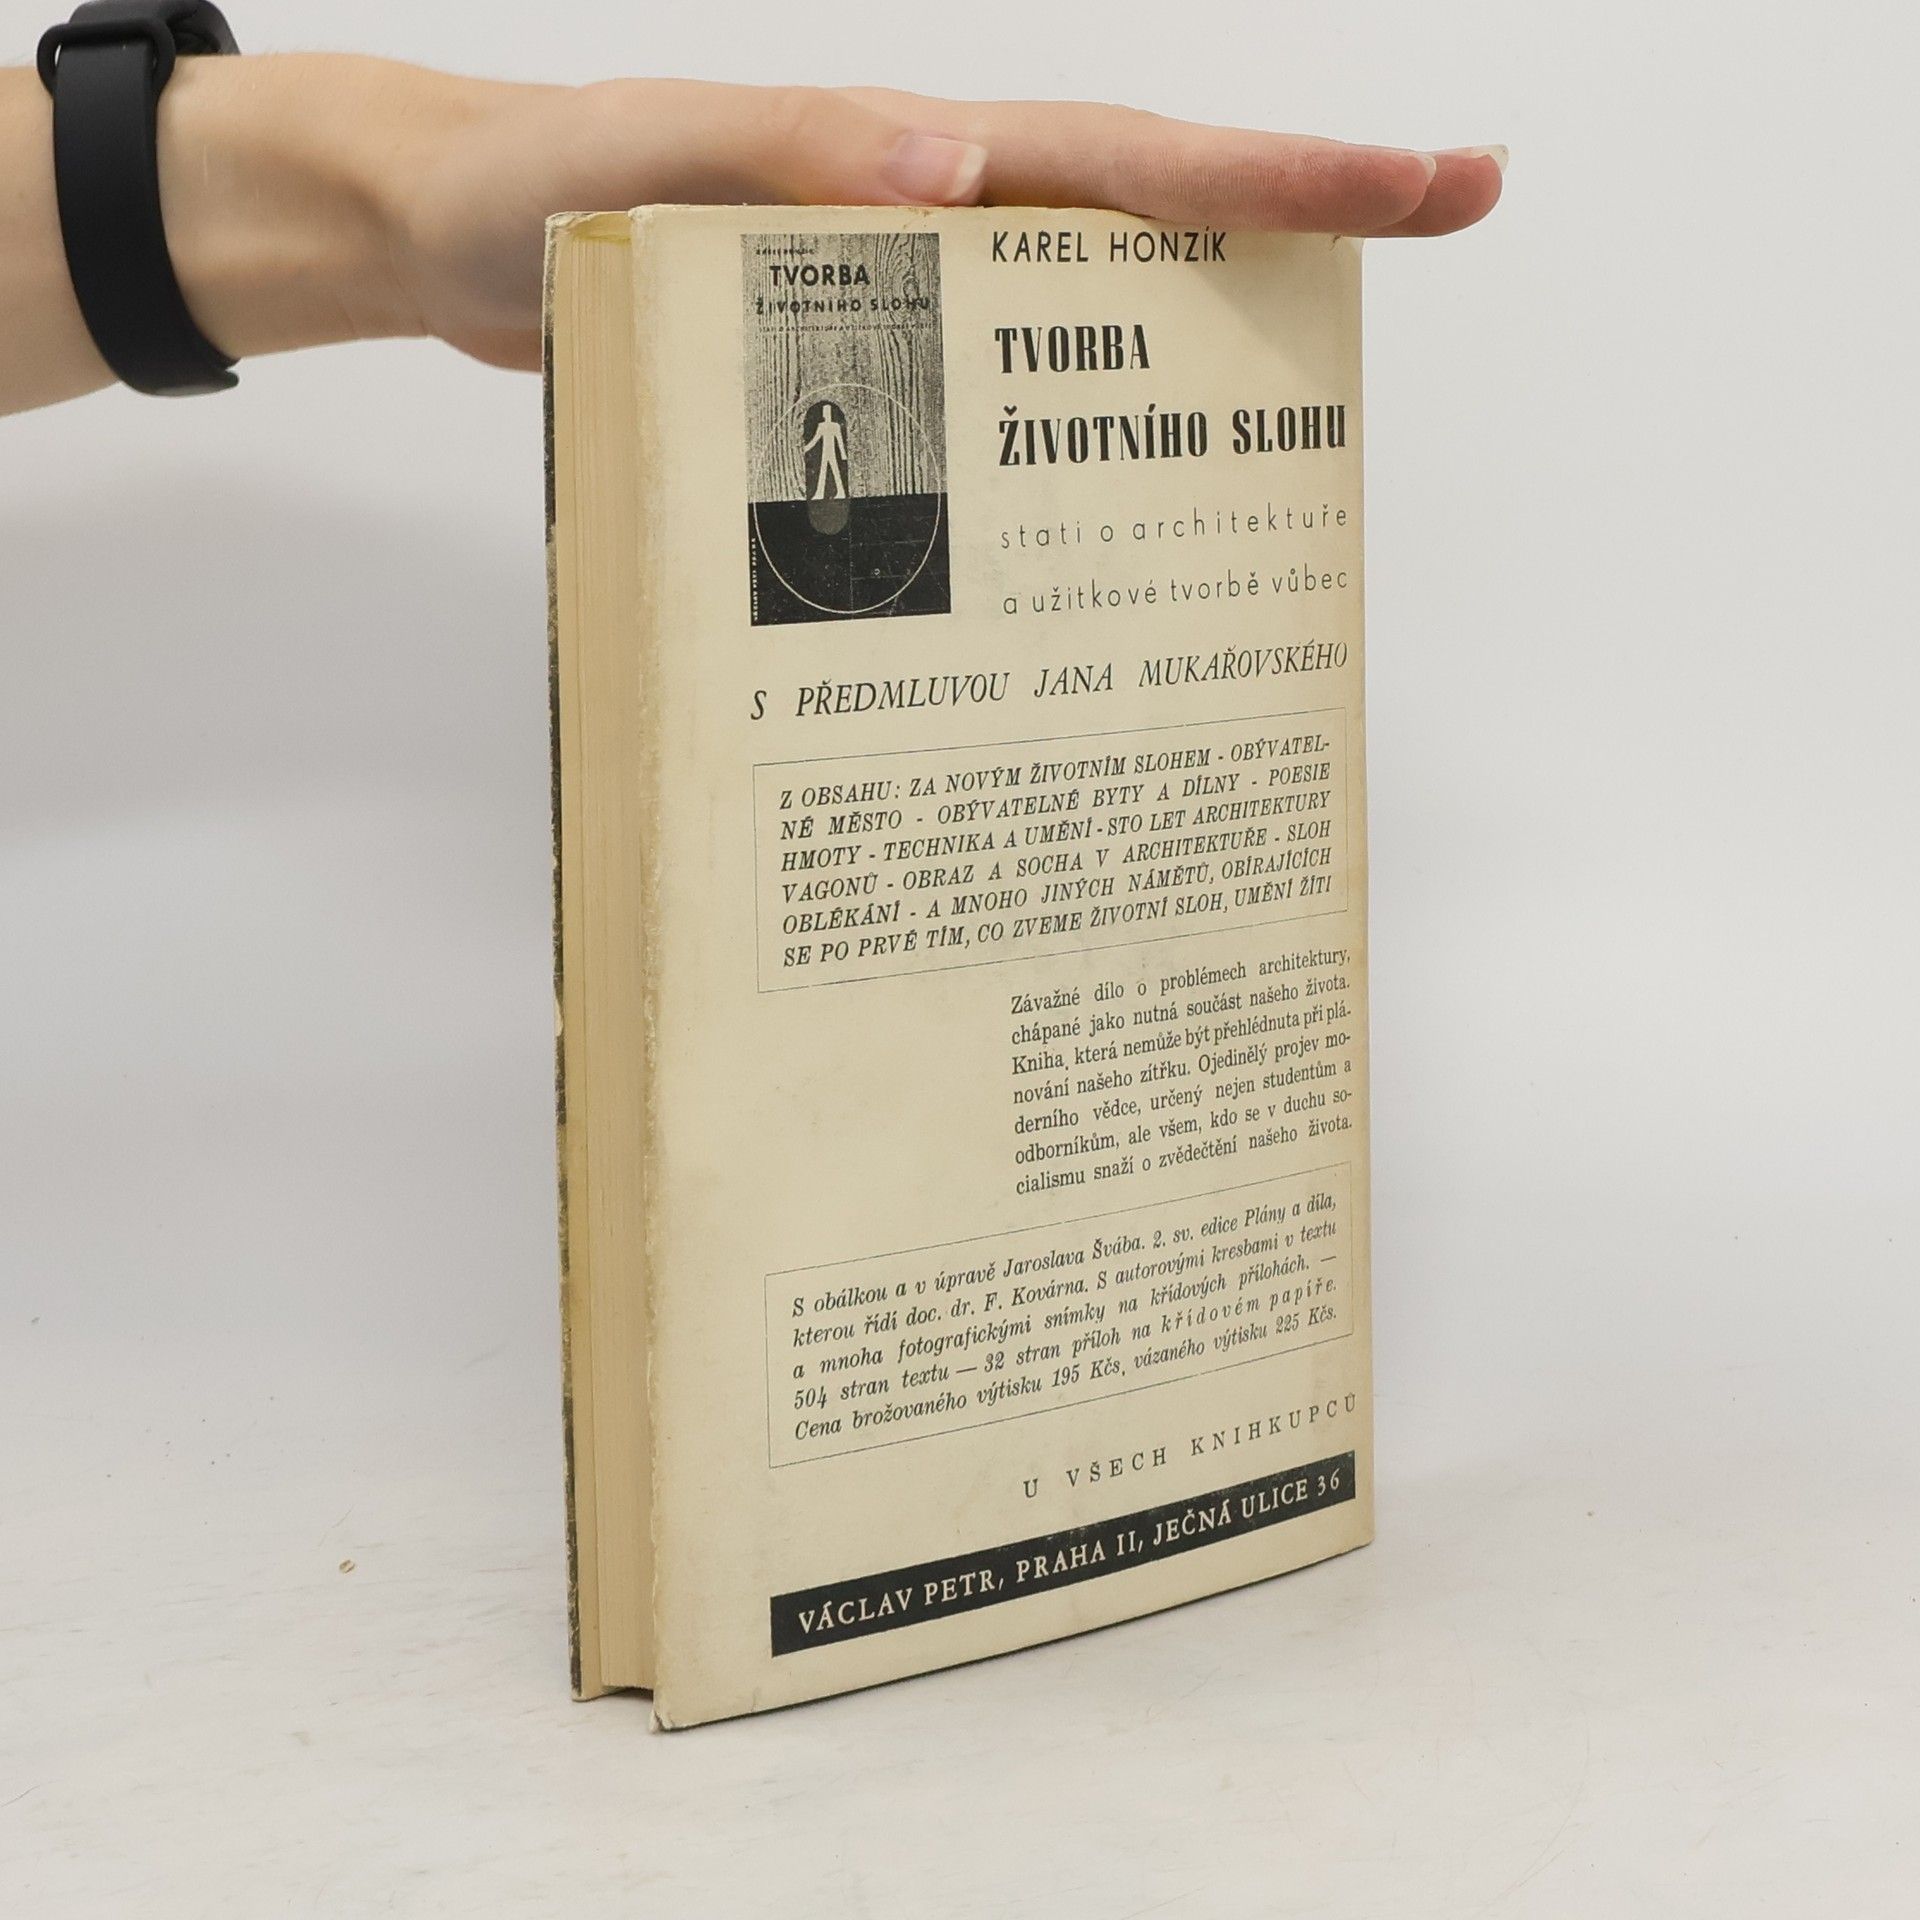 TVORBA
ŽIVOTNÍHO SLOHU
KAREL HONZÍK
TVORBA
ŽIVOTNÍHO SLOHU
stati o architektuře
a užitkové tvorbě vůbec
S PŘEDMLUVOU JANA MUKAŘOVSKÉHO
Z OBSAHU: ZA NOVÝM ŽIVOTNÍM SLOHEM - OBÝVATEL-
NÉ MĚSTO - OBÝVATELNÉ BYTY A DÍLNY - POESIE
HMOTY - TECHNIKA A UMĚNÍ - STO LET ARCHITEKTURY
VAGONŮ - OBRAZ A SOCHA V ARCHITEKTUŘE - SLOH
OBLÉKÁNÍ - A MNOHO JINÝCH NÁMĚTŮ, OBÍRAJÍCÍCH
SE PO PRVÉ TÍM, CO ZVEME ŽIVOTNÍ SLOH, UMĚNÍ ŽÍTI
Závažné dílo o problémech architektury,
chápané jako nutná součást našeho života.
Kniha, která nemůže být přehlédnuta při plá-
nování našeho zítřku. Ojedinělý projev mo-
derního vědce, určený nejen studentům a
odborníkům, ale všem, kdo se v duchu so-
cialismu snaží o zvědečtění našeho života.
S obálkou a v úpravě Jaroslava Švába. 2. sv. edice Plány a díla,
kterou řídí doc. dr. F. Kovárna. S autorovými kresbami v textu
a mnoha fotografickými snímky na křídových přílohách. —
504 stran textu — 32 stran příloh na křídovém papíře.
Cena brožovaného výtisku 195 Kčs, vázaného výtisku 225 Kčs.
U VŠECH KNIHKUPCŮ
VÁCLAV PETR, PRAHA II, JEČNÁ ULICE 36